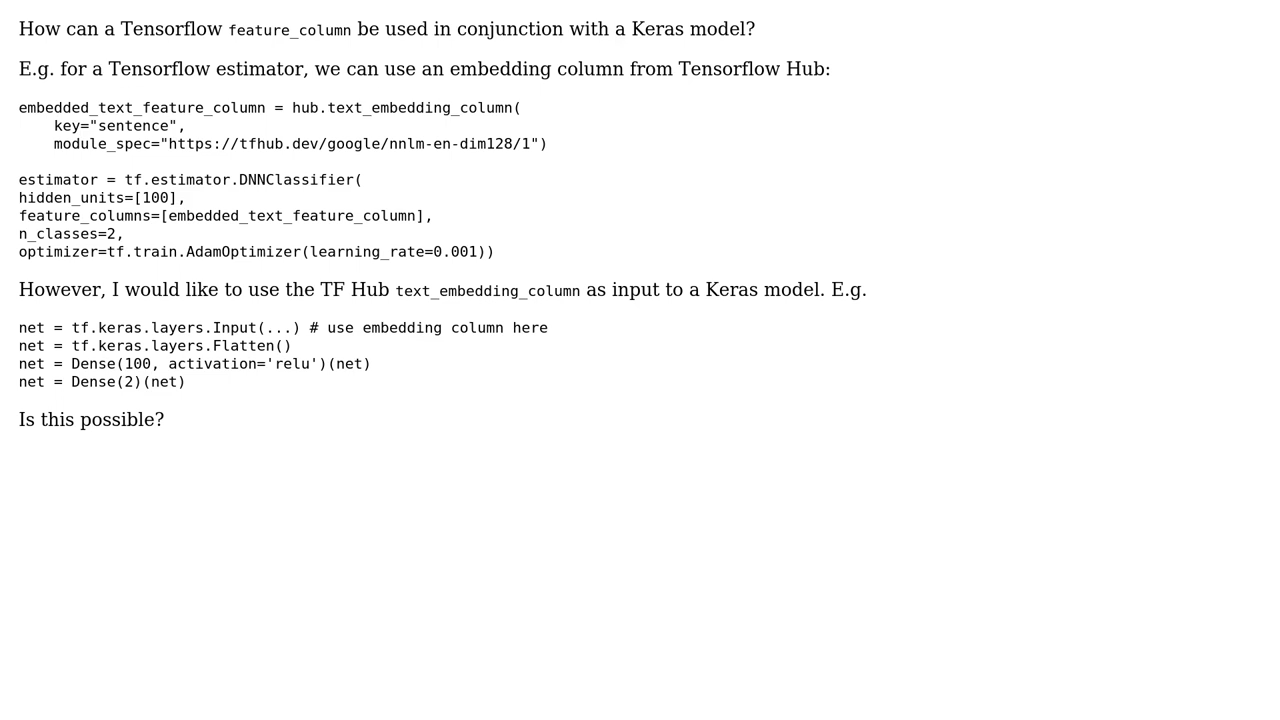 How can a Tensorflow feature_column be used in conjunction with a Keras model?
E.g. for a Tensorflow estimator, we can use an embedding column from Tensorflow Hub:
embedded_text_feature_column = hub.text_embedding_column(
    key="sentence",
    module_spec="https://tfhub.dev/google/nnlm-en-dim128/1")
estimator = tf.estimator.DNNClassifier(
hidden_units=[100],
feature_columns=[embedded_text_feature_column],
n_classes=2,
optimizer=tf.train.AdamOptimizer(learning_rate=0.001))
However, I would like to use the TF Hub text_embedding_column as input to a Keras model. E.g.
net = tf.keras.layers.Input(...) # use embedding column here
net = tf.keras.layers.Flatten()
net = Dense(100, activation='relu')(net)
net = Dense(2)(net)
Is this possible?